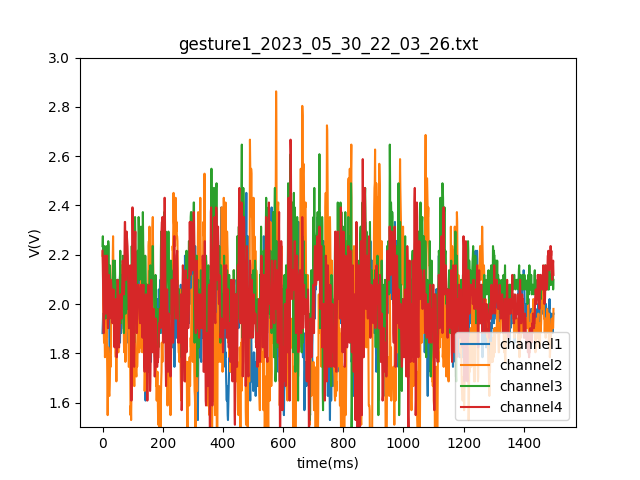 gesture1_2023_05_30_22_03_26.txt
3.0
2.8
2.6
2.4
2.2
2.0
1.8
1.6
V(V)
channel1
channel2
channel3
channel4
0 200 400 600 800 1000 1200 1400
time(ms)